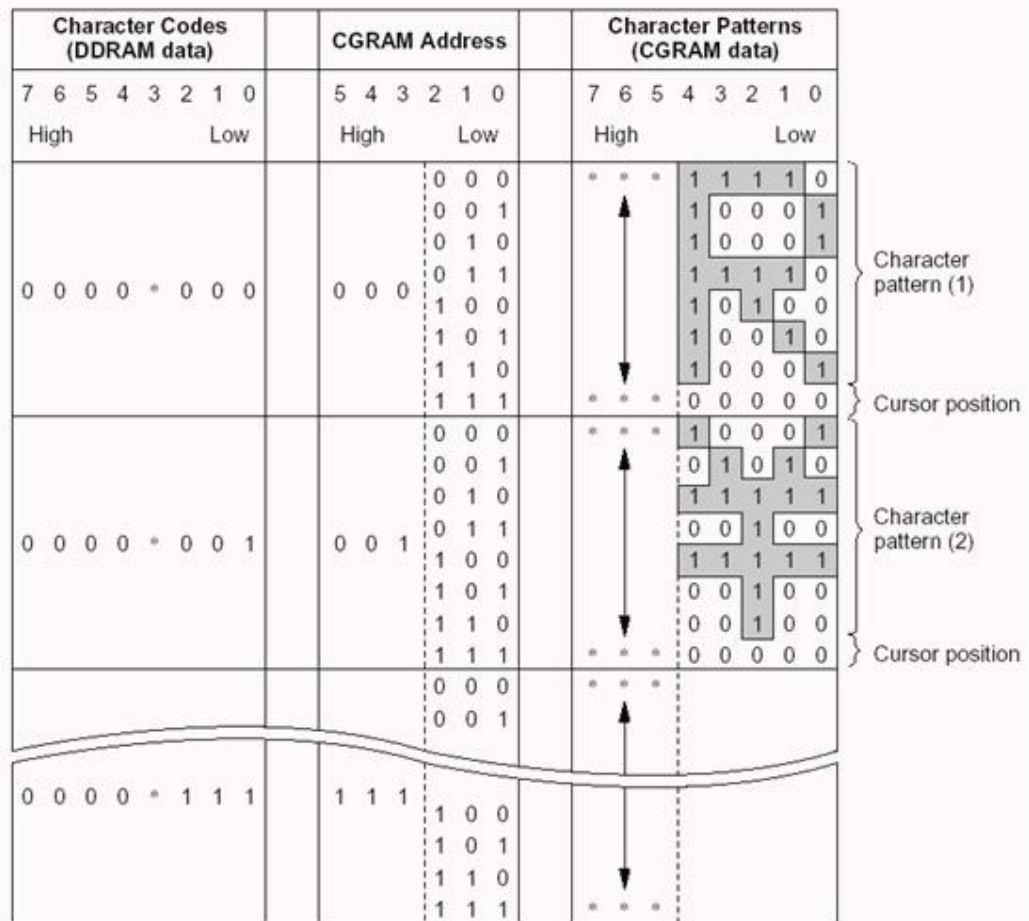 Character Codes (DDRAM data) CGRAM Address Character Patterns (CGRAM data)
7 6 5 4 3 2 1 0 5 4 3 2 1 0 7 6 5 4 3 2 1 0
High Low High Low High Low
0 0 0 * * * 1 1 1 1 0
0 0 1 1 0 0 0 1
0 1 0 1 0 0 0 1
0 1 1 1 1 1 1 0
Character pattern (1)
0 0 0 0 * 0 0 0 0 0 0
1 0 0 1 0 1 0 0
1 0 1 1 0 0 1 0
1 1 0 1 0 0 0 1
1 1 1 * * * 0 0 0 0 0 Cursor position
0 0 0 * * * 1 0 0 0 1
0 0 1 0 1 0 1 0
0 1 0 1 1 1 1 1
0 1 1 0 0 1 0 0
Character pattern (2)
0 0 0 0 * 0 0 1 0 0 1
1 0 0 1 1 1 1 1
1 0 1 0 0 1 0 0
1 1 0 0 0 1 0 0
1 1 1 * * * 0 0 0 0 0 Cursor position
0 0 0 * * *
0 0 1
0 0 0 0 * 1 1 1 1 1 1
1 0 0
1 0 1
1 1 0
1 1 1 * * *